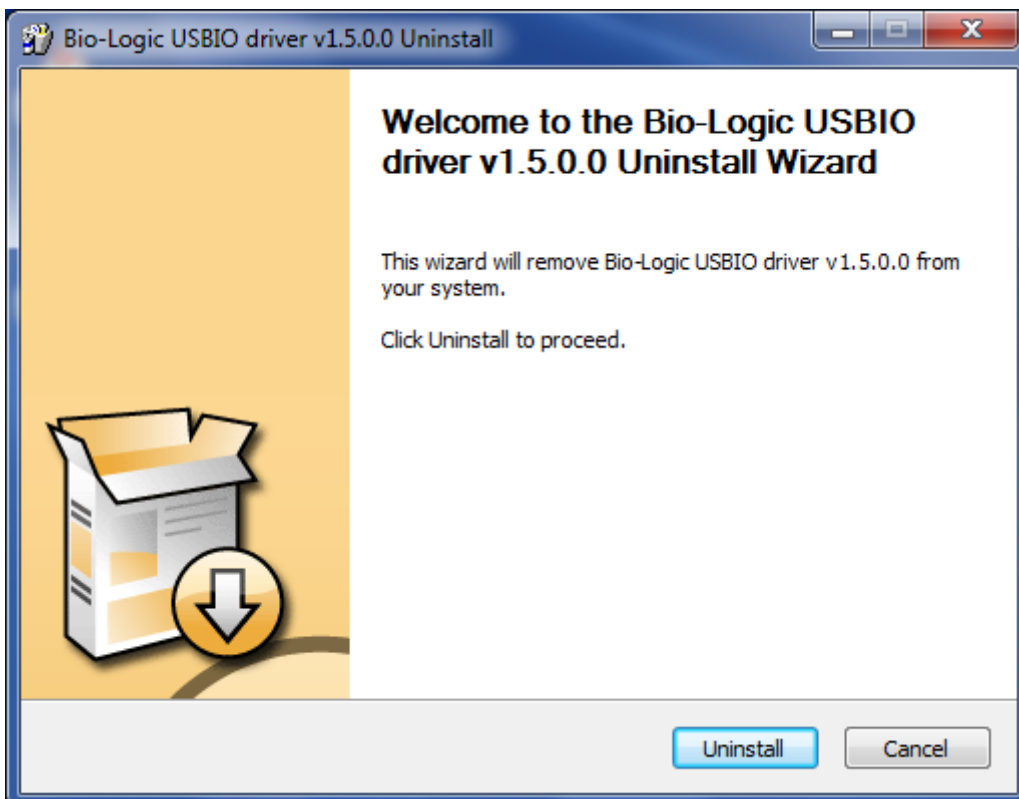 Bio-Logic USBIO driver v1.5.0.0 Uninstall
Welcome to the Bio-Logic USBIO
driver v1.5.0.0 Uninstall Wizard
This wizard will remove Bio-Logic USBIO driver v1.5.0.0 from
your system.
Click Uninstall to proceed.
Uninstall
Cancel